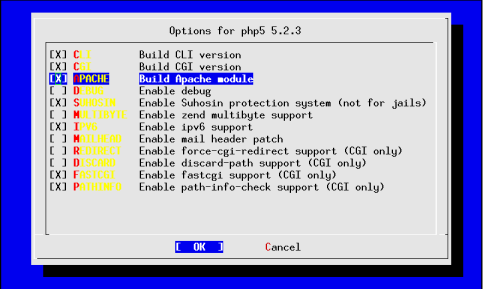 Options for php5 5.2.3
[X] CLI Build CLI version
[X] CGI Build CGI version
[X] APACHE Build Apache module
[ ] DEBUG Enable debug
[X] SUHOSIN Enable Suhosin protection system (not for jails)
[ ] MULTIBYTE Enable zend multibyte support
[X] IPV6 Enable ipv6 support
[ ] MAILHEAD Enable mail header patch
[ ] REDIRECT Enable force-cgi-redirect support (CGI only)
[ ] DISCARD Enable discard-path support (CGI only)
[X] FASTCGI Enable fastcgi support (CGI only)
[X] PATHINFO Enable path-info-check support (CGI only)
[ OK ] Cancel